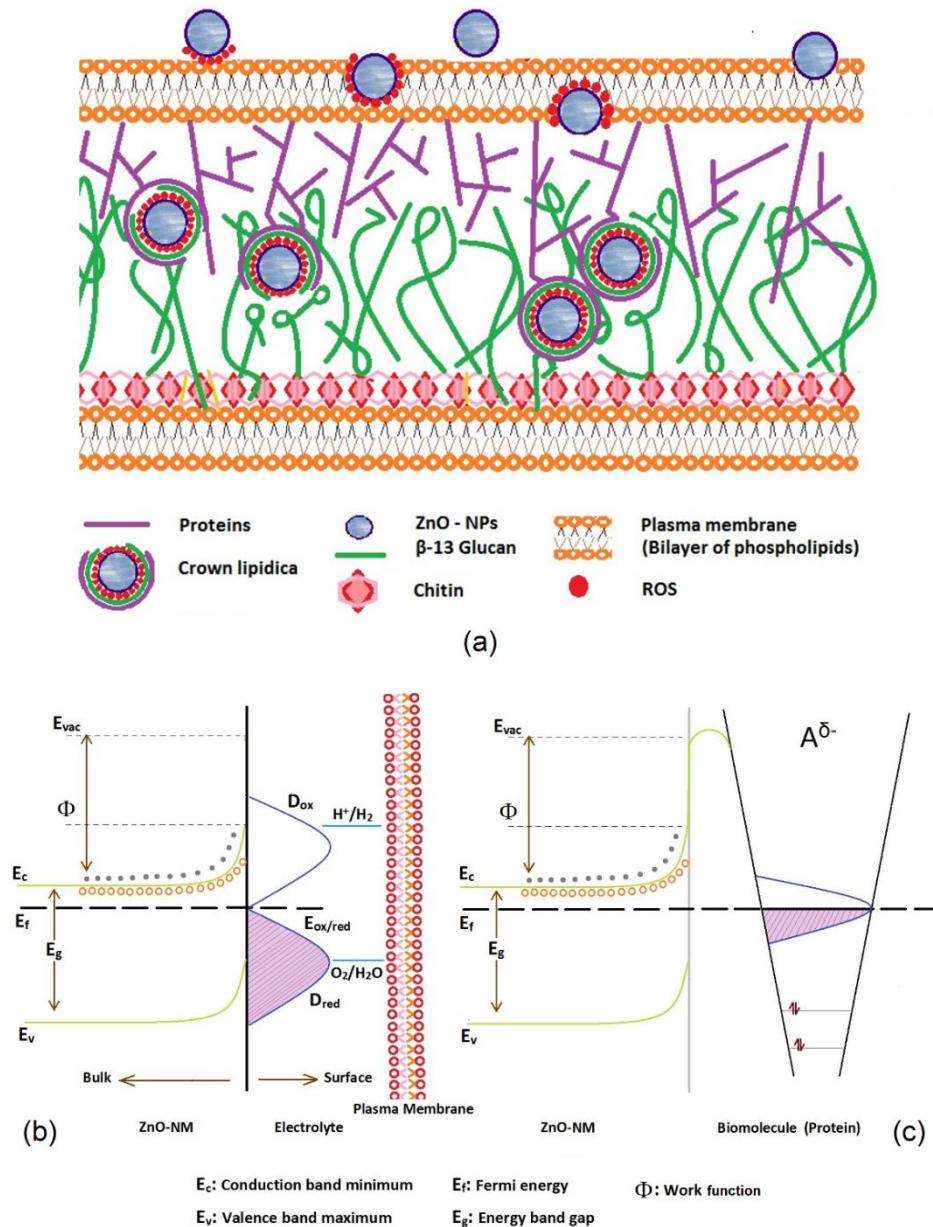 Proteins
ZnO - NPs
Plasma membrane
(Bilayer of phospholipids)
β-13 Glucan
Crown lipidica
Chitin
ROS
(a)
E_vac
Φ
D_ox
H⁺/H₂
E_c
E_f
E_g
E_ox/red
O₂/H₂O
D_red
E_v
Bulk
Surface
Plasma Membrane
(b)
ZnO-NM
Electrolyte
E_vac
A^δ-
Φ
E_c
E_f
E_g
E_v
ZnO-NM
Biomolecule (Protein)
(c)
E_c: Conduction band minimum
E_f: Fermi energy
Φ: Work function
E_v: Valence band maximum
E_g: Energy band gap